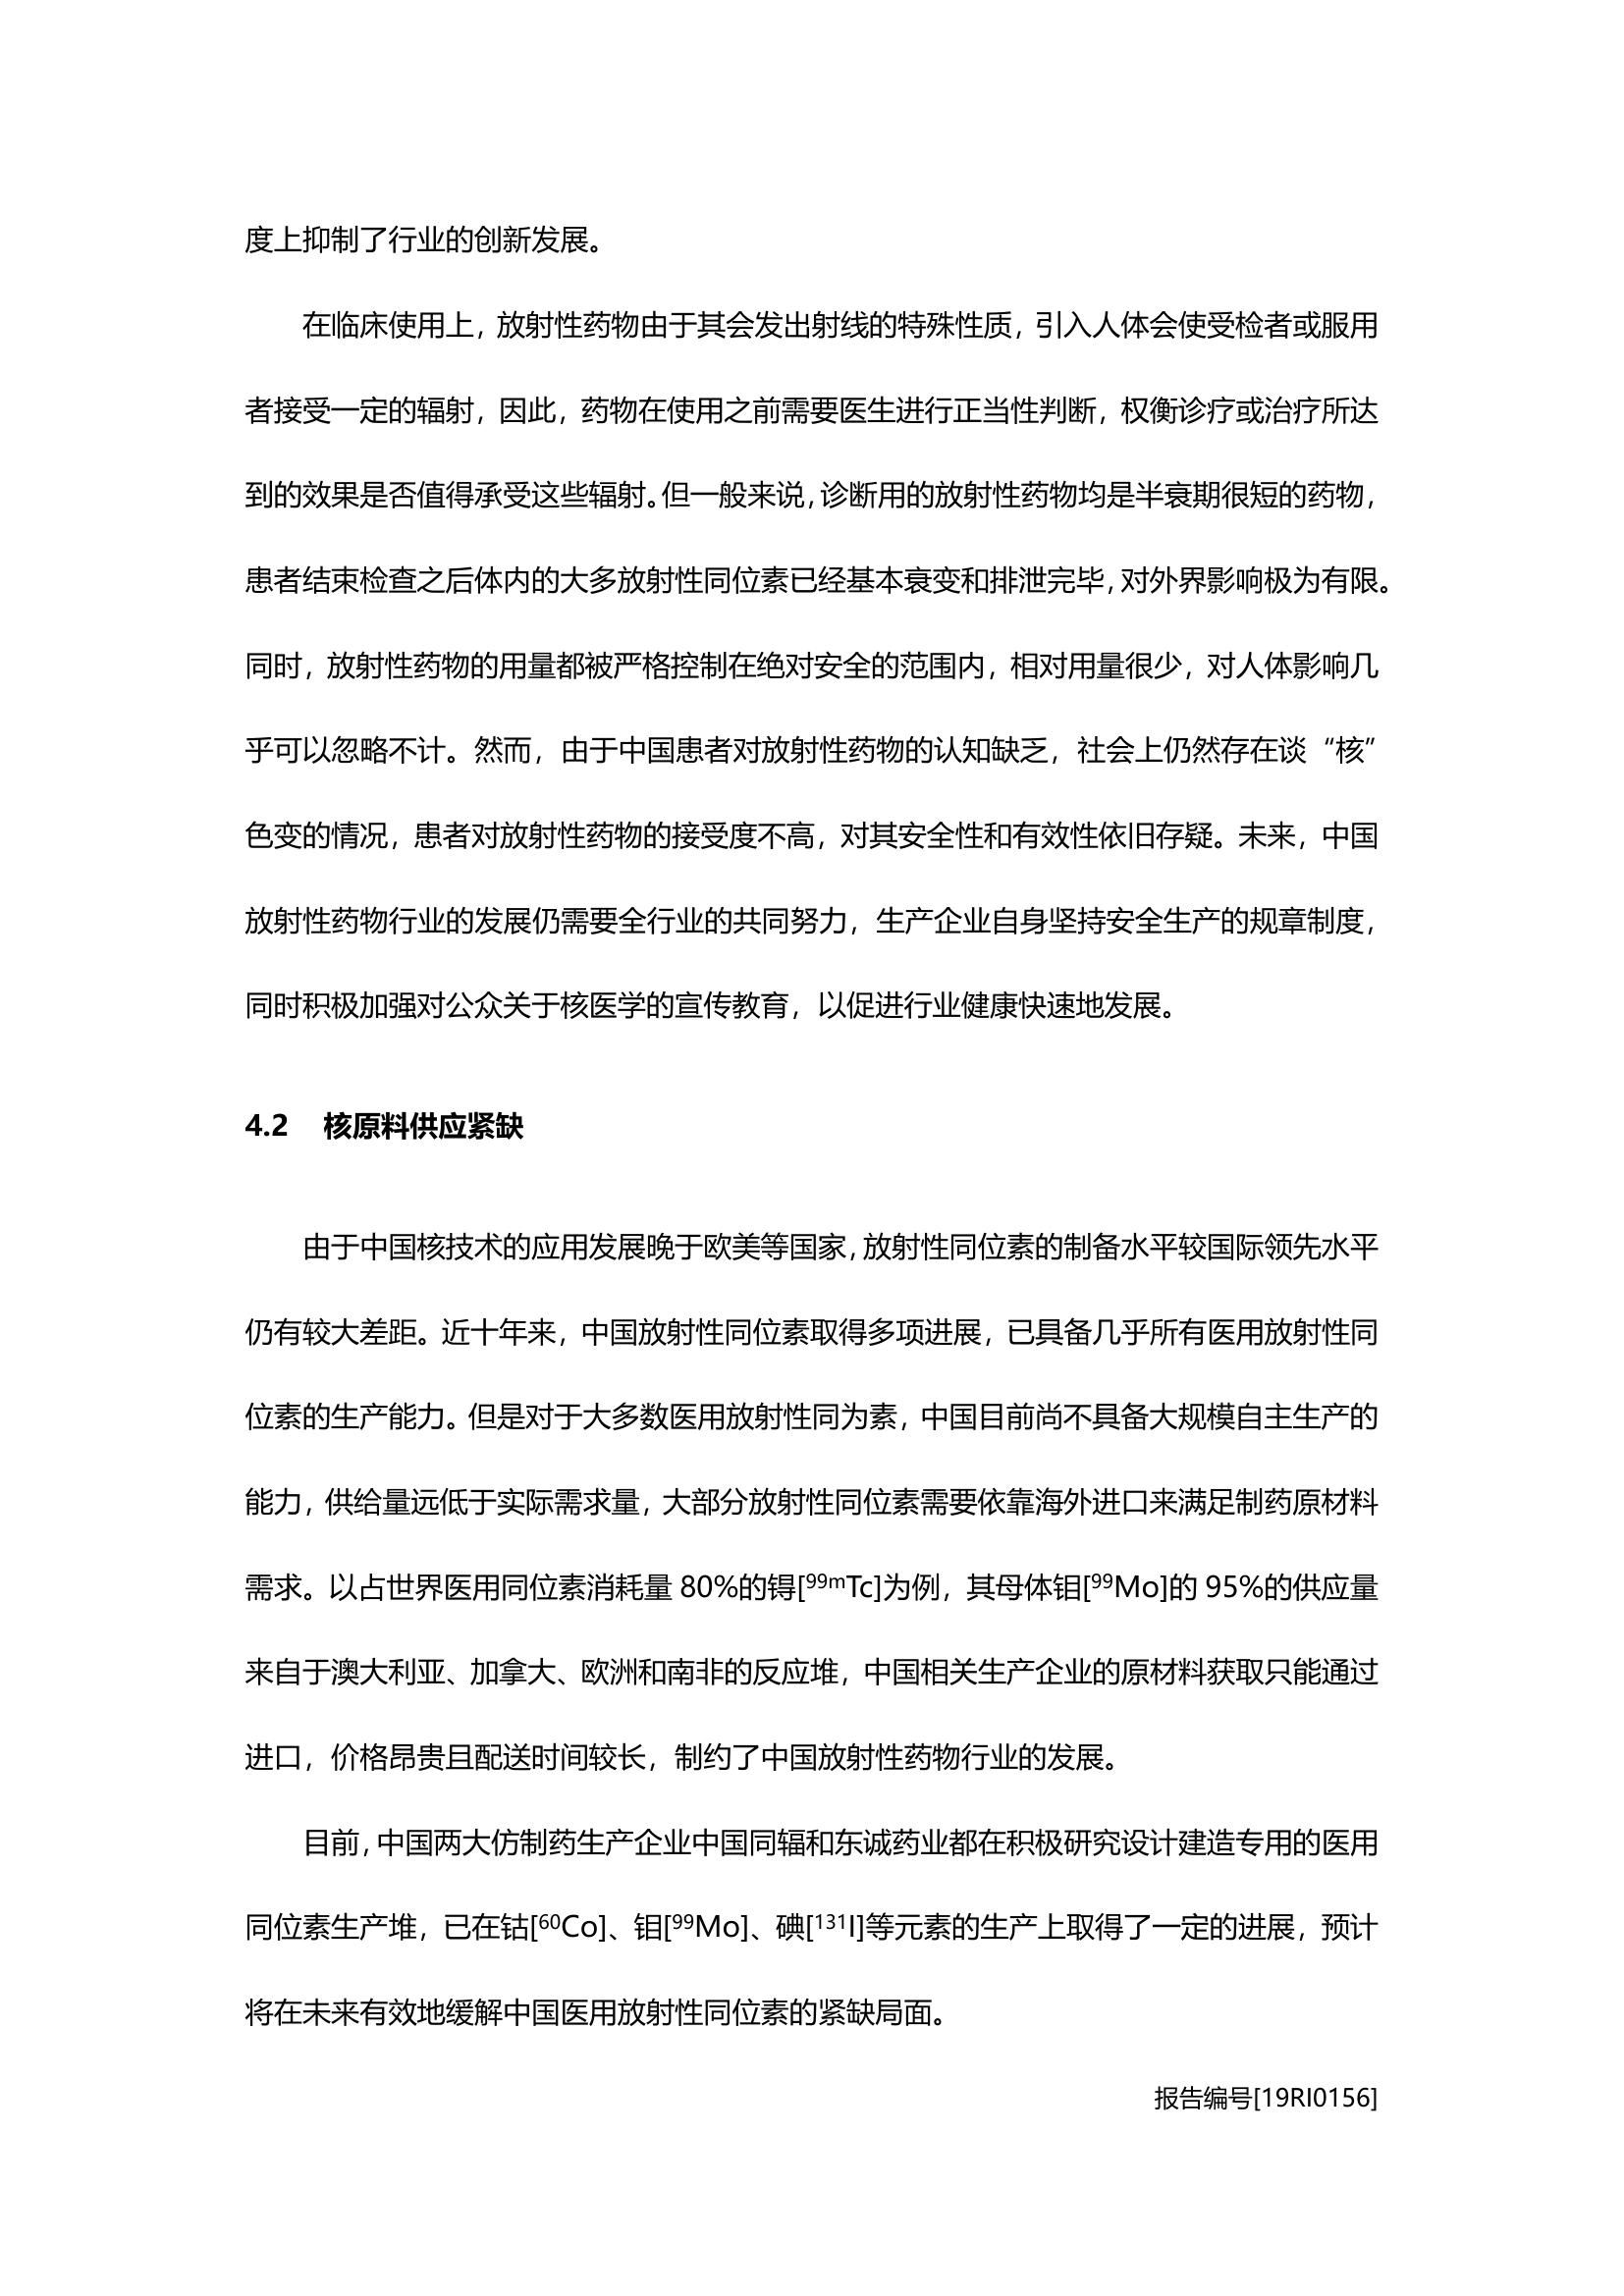 度上抑制了行业的创新发展。
在临床使用上，放射性药物由于其会发出射线的特殊性质，引入人体会使受检者或服用
者接受一定的辐射，因此，药物在使用之前需要医生进行正当性判断，权衡诊疗或治疗所达
到的效果是否值得承受这些辐射。但一般来说，诊断用的放射性药物均是半衰期很短的药物，
患者结束检查之后体内的大多放射性同位素已经基本衰变和排泄完毕，对外界影响极为有限。
同时，放射性药物的用量都被严格控制在绝对安全的范围内，相对用量很少，对人体影响几
乎可以忽略不计。然而，由于中国患者对放射性药物的认知缺乏，社会上仍然存在谈“核”
色变的情况，患者对放射性药物的接受度不高，对其安全性和有效性依旧存疑。未来，中国
放射性药物行业的发展仍需要全行业的共同努力，生产企业自身坚持安全生产的规章制度，
同时积极加强对公众关于核医学的宣传教育，以促进行业健康快速地发展。
4.2 核原料供应紧缺
由于中国核技术的应用发展晚于欧美等国家，放射性同位素的制备水平较国际领先水平
仍有较大差距。近十年来，中国放射性同位素取得多项进展，已具备几乎所有医用放射性同
位素的生产能力。但是对于大多数医用放射性同为素，中国目前尚不具备大规模自主生产的
能力，供给量远低于实际需求量，大部分放射性同位素需要依靠海外进口来满足制药原材料
需求。以占世界医用同位素消耗量 80%的锝[⁹⁹ᵐTc]为例，其母体钼[⁹⁹Mo]的 95%的供应量
来自于澳大利亚、加拿大、欧洲和南非的反应堆，中国相关生产企业的原材料获取只能通过
进口，价格昂贵且配送时间较长，制约了中国放射性药物行业的发展。
目前，中国两大仿制药生产企业中国同辐和东诚药业都在积极研究设计建造专用的医用
同位素生产堆，已在钴[⁶⁰Co]、钼[⁹⁹Mo]、碘[¹³¹I]等元素的生产上取得了一定的进展，预计
将在未来有效地缓解中国医用放射性同位素的紧缺局面。
报告编号[19RI0156]